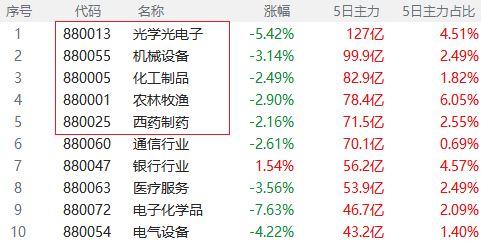 序号 代码 名称 涨幅 5日主力 5日主力占比
1 880013 光学光电子 -5.42% 127亿 4.51%
2 880055 机械设备 -3.14% 99.9亿 2.49%
3 880005 化工制品 -2.49% 82.9亿 1.82%
4 880001 农林牧渔 -2.90% 78.4亿 6.05%
5 880025 西药制药 -2.16% 71.5亿 2.55%
6 880060 通信行业 -2.61% 70.1亿 0.69%
7 880047 银行行业 1.54% 56.2亿 4.57%
8 880063 医疗服务 -3.56% 53.9亿 2.49%
9 880072 电子化学品 -7.63% 46.7亿 2.09%
10 880054 电气设备 -4.22% 43.2亿 1.40%